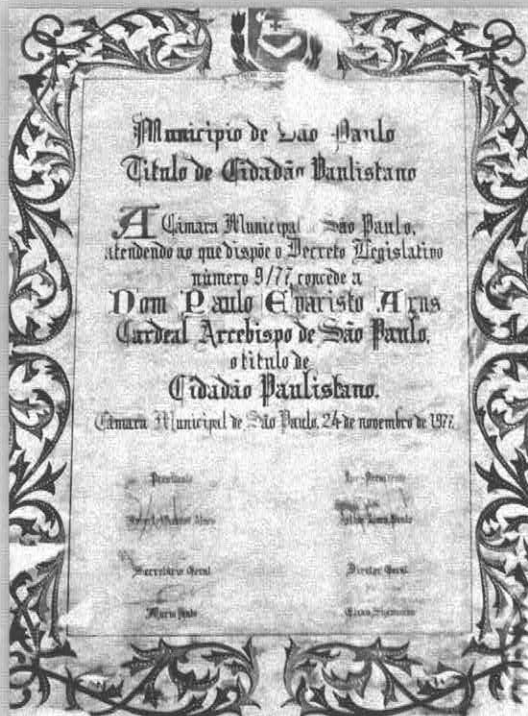 Município de São Paulo
Título de Cidadão Paulistano
A Câmara Municipal de São Paulo,
atendendo ao que dispõe o Decreto Legislativo
número 9/77, concede a
Dom Paulo Evaristo Arns
Cardeal Arcebispo de São Paulo,
o título de
Cidadão Paulistano.
Câmara Municipal de São Paulo, 24 de novembro de 1977.
Presidente
Secretário Geral
Diretor Geral